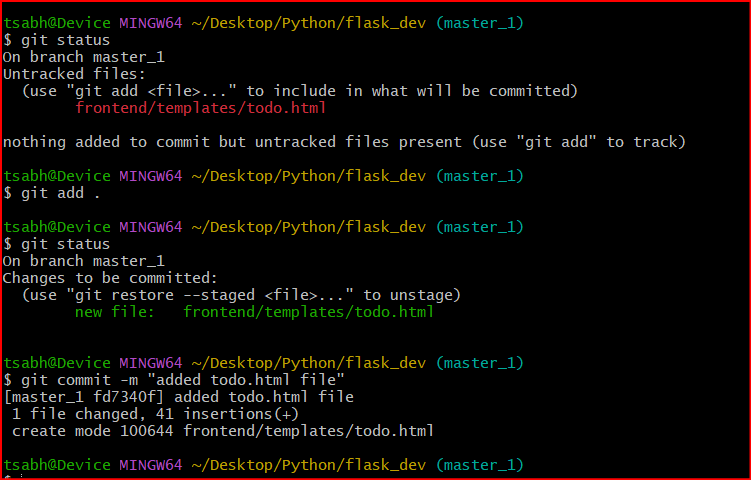 tsabh@Device MINGW64 ~/Desktop/Python/flask_dev (master_1)
$ git status
On branch master_1
Untracked files:
  (use "git add <file>..." to include in what will be committed)
        frontend/templates/todo.html

nothing added to commit but untracked files present (use "git add" to track)

tsabh@Device MINGW64 ~/Desktop/Python/flask_dev (master_1)
$ git add .

tsabh@Device MINGW64 ~/Desktop/Python/flask_dev (master_1)
$ git status
On branch master_1
Changes to be committed:
  (use "git restore --staged <file>..." to unstage)
        new file:   frontend/templates/todo.html


tsabh@Device MINGW64 ~/Desktop/Python/flask_dev (master_1)
$ git commit -m "added todo.html file"
[master_1 fd7340f] added todo.html file
 1 file changed, 41 insertions(+)
 create mode 100644 frontend/templates/todo.html

tsabh@Device MINGW64 ~/Desktop/Python/flask_dev (master_1)
$